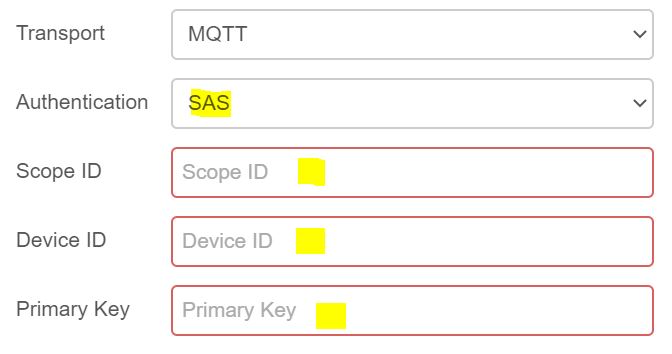 Transport MQTT
Authentication SAS
Scope ID Scope ID
Device ID Device ID
Primary Key Primary Key